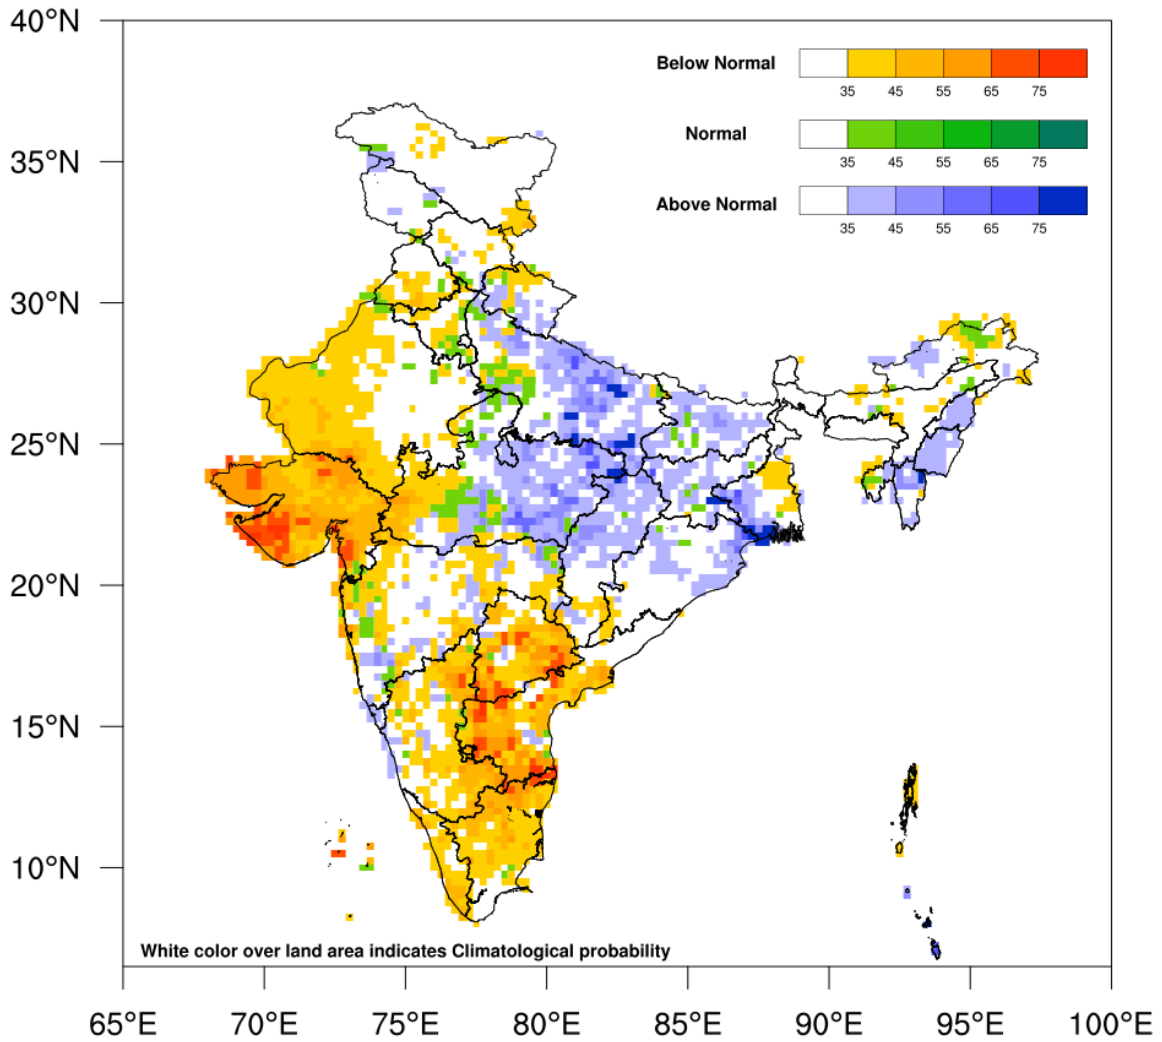 40°N
Below Normal
35 45 55 65 75
Normal
35 45 55 65 75
35°N
Above Normal
35 45 55 65 75
30°N
25°N
20°N
15°N
10°N
White color over land area indicates Climatological probability
65°E 70°E 75°E 80°E 85°E 90°E 95°E 100°E